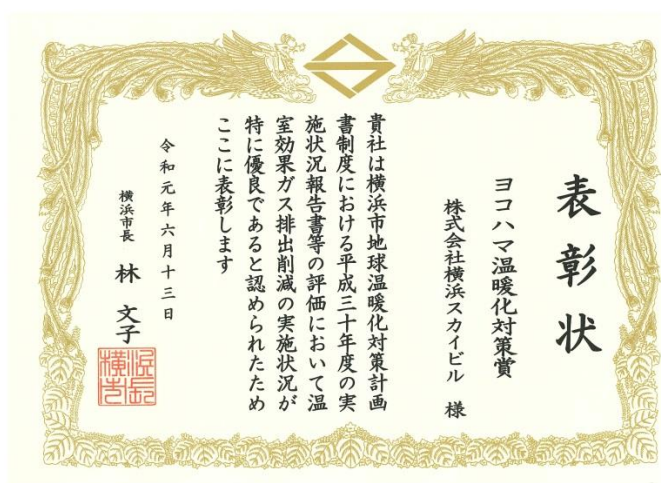 表彰状
ヨコハマ温暖化対策賞
株式会社横浜スカイビル 様
貴社は横浜市地球温暖化対策計画
書制度における平成三十年度の実
施状況報告書等の評価において温
室効果ガス排出削減の実施状況が
特に優良であると認められたため
ここに表彰します
令和元年六月十三日
横浜市長 林 文子